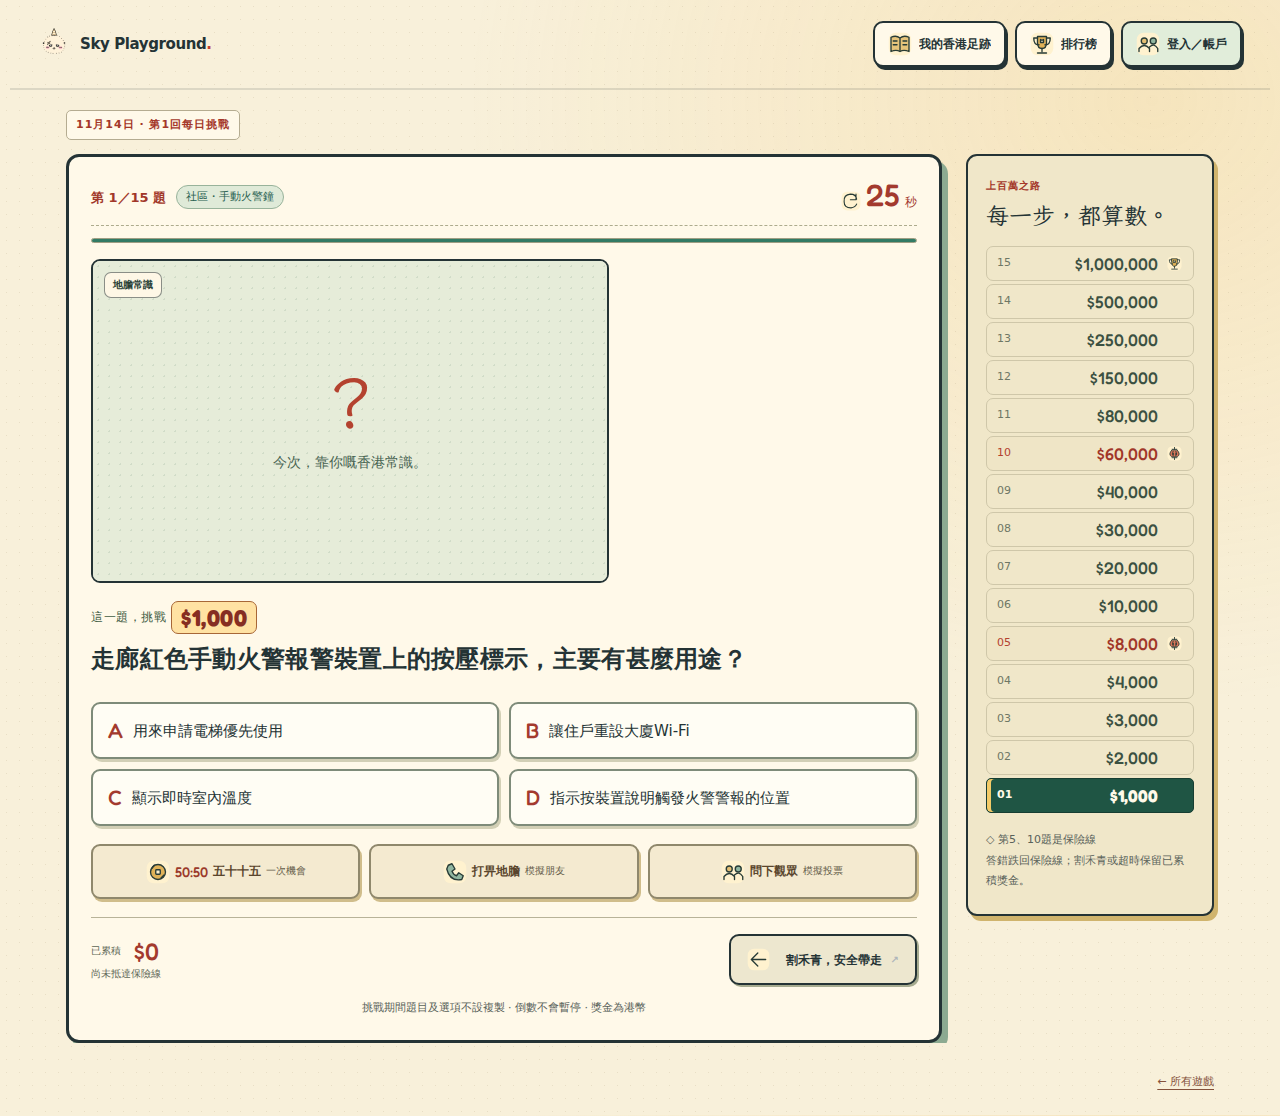 Sky Playground.
我的香港足跡
排行榜
登入／帳戶
11月14日 · 第1回每日挑戰
第 1／15 題
社區・手動火警鐘
25 秒
地膽常識
?
今次，靠你嘅香港常識。
這一題，挑戰 $1,000
走廊紅色手動火警報警裝置上的按壓標示，主要有甚麼用途？
A 用來申請電梯優先使用
B 讓住戶重設大廈Wi-Fi
C 顯示即時室內溫度
D 指示按裝置說明觸發火警警報的位置
50:50 五十十五 一次機會
打畀地膽 模擬朋友
問下觀眾 模擬投票
已累積 $0
尚未抵達保險線
割禾青，安全帶走 ↗
挑戰期間題目及選項不設複製 · 倒數不會暫停 · 獎金為港幣
上百萬之路
每一步，都算數。
15 $1,000,000
14 $500,000
13 $250,000
12 $150,000
11 $80,000
10 $60,000
09 $40,000
08 $30,000
07 $20,000
06 $10,000
05 $8,000
04 $4,000
03 $3,000
02 $2,000
01 $1,000
◇ 第5、10題是保險線
答錯跌回保險線；割禾青或超時保留已累
積獎金。
← 所有遊戲